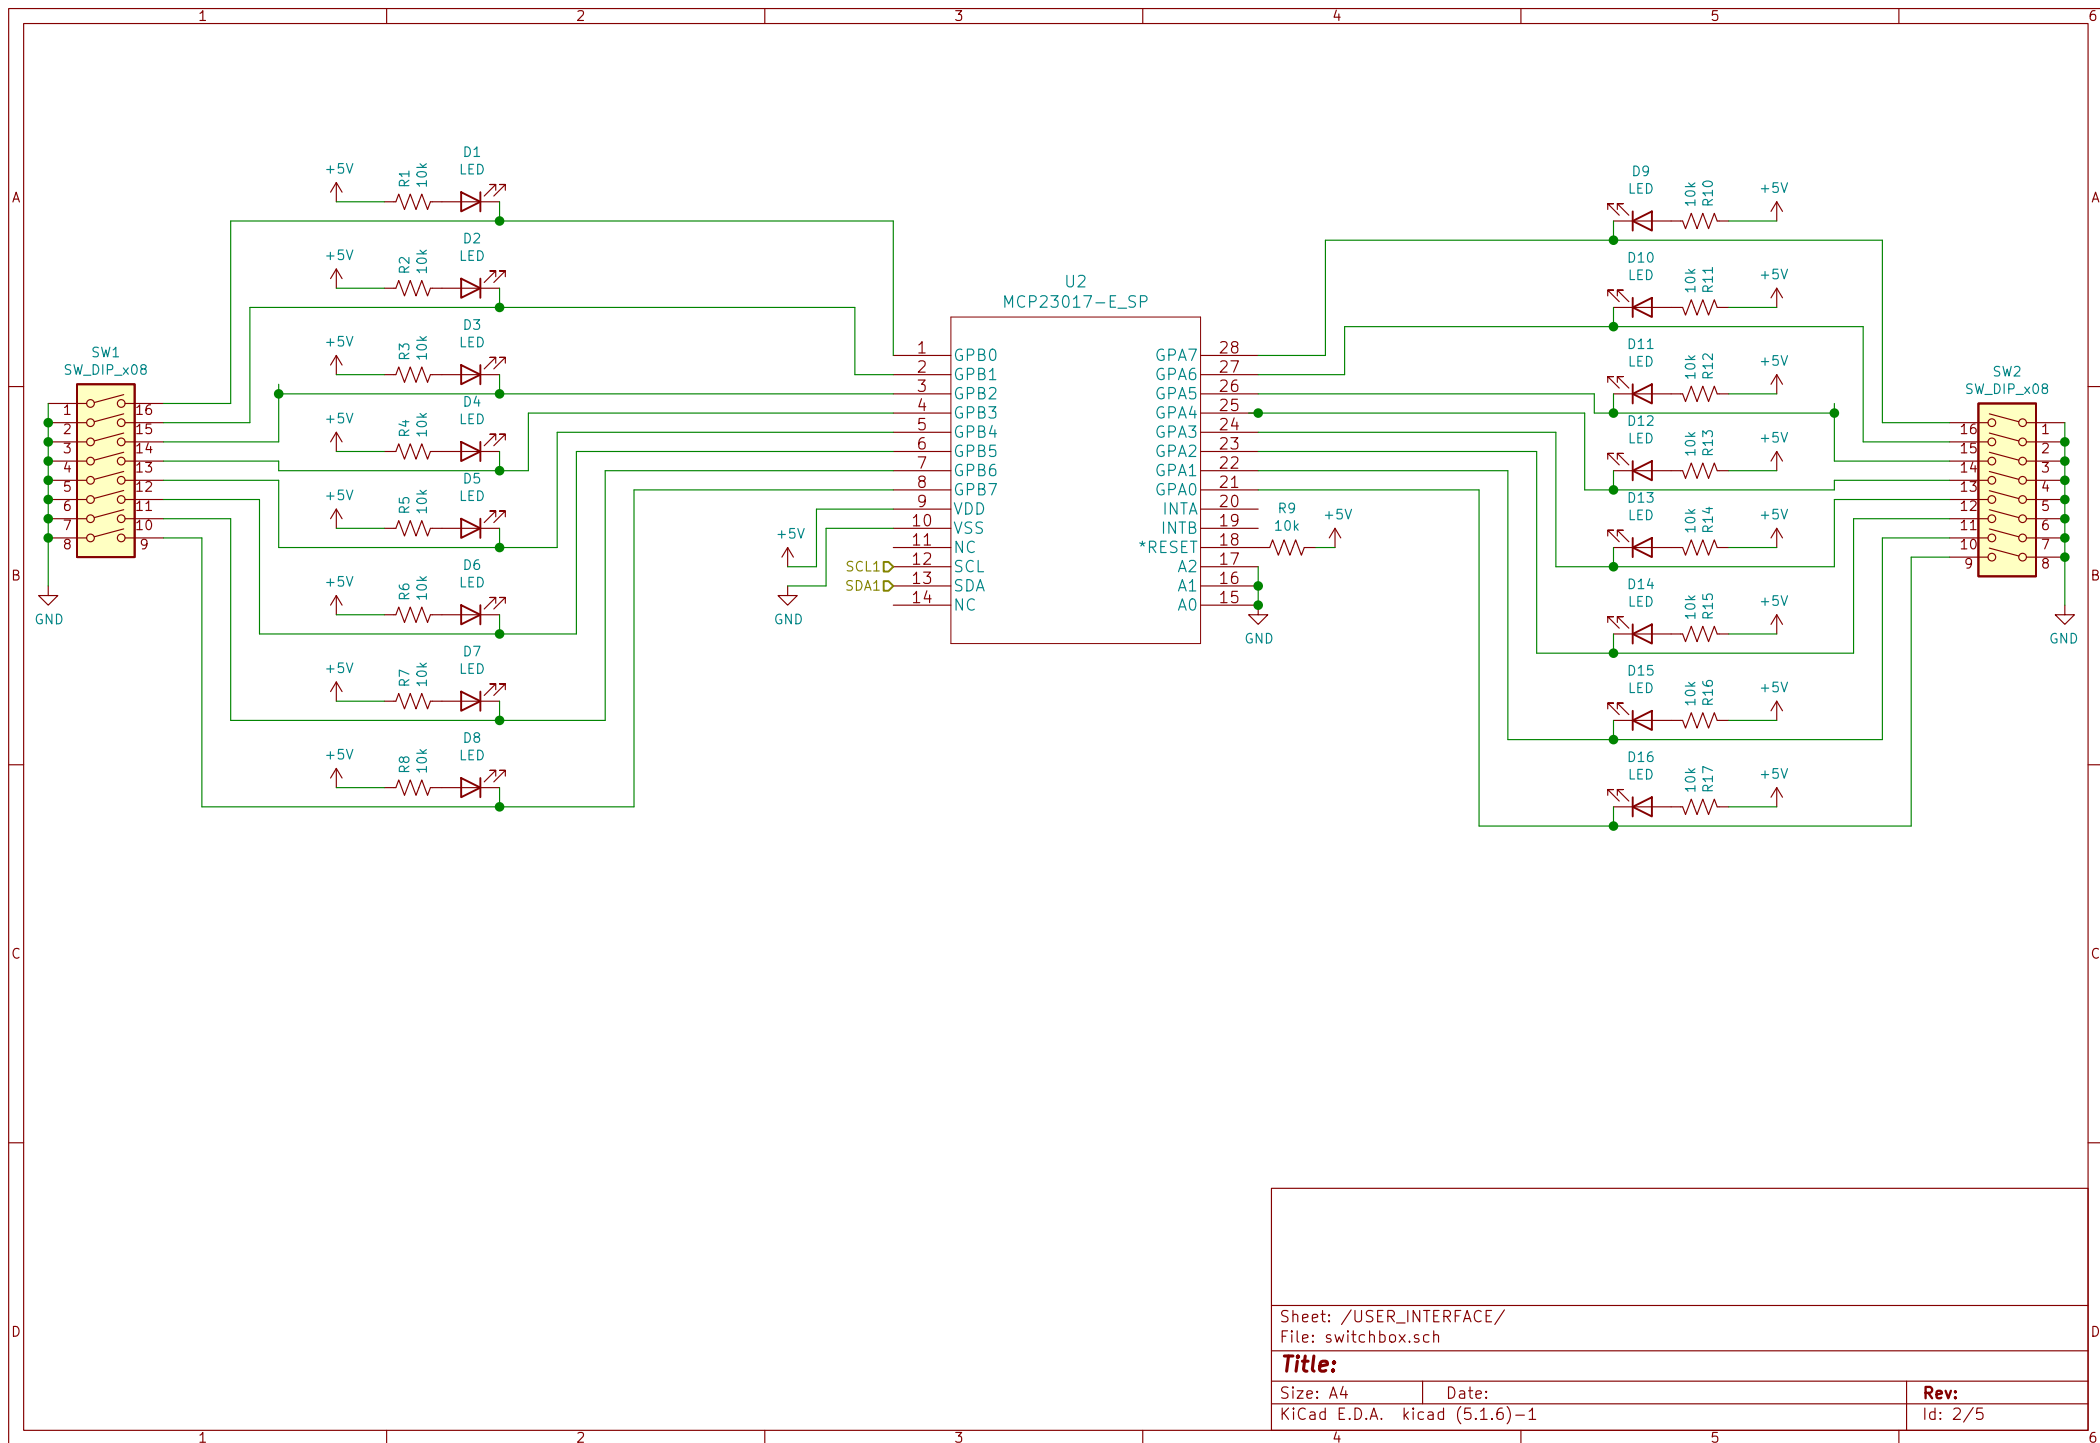 1 2 3 4 5 6
A
B
C
D
A
B
C
D
1 2 3 4 5 6
SW1
SW_DIP_x08
1 16
2 15
3 14
4 13
5 12
6 11
7 10
8 9
GND
+5V
R1
10k
D1
LED
+5V
R2
10k
D2
LED
+5V
R3
10k
D3
LED
+5V
R4
10k
D4
LED
+5V
R5
10k
D5
LED
+5V
R6
10k
D6
LED
+5V
R7
10k
D7
LED
+5V
R8
10k
D8
LED
U2
MCP23017-E_SP
1 GPB0
2 GPB1
3 GPB2
4 GPB3
5 GPB4
6 GPB5
7 GPB6
8 GPB7
9 VDD
10 VSS
11 NC
12 SCL
13 SDA
14 NC
GPA7 28
GPA6 27
GPA5 26
GPA4 25
GPA3 24
GPA2 23
GPA1 22
GPA0 21
INTA 20
INTB 19
*RESET 18
A2 17
A1 16
A0 15
+5V
GND
SCL1
SDA1
R9
10k
+5V
GND
D9
LED
10k
R10
+5V
D10
LED
10k
R11
+5V
D11
LED
10k
R12
+5V
D12
LED
10k
R13
+5V
D13
LED
10k
R14
+5V
D14
LED
10k
R15
+5V
D15
LED
10k
R16
+5V
D16
LED
10k
R17
+5V
SW2
SW_DIP_x08
16 1
15 2
14 3
13 4
12 5
11 6
10 7
9 8
GND
Sheet: /USER_INTERFACE/
File: switchbox.sch
Title:
Size: A4 Date: Rev:
KiCad E.D.A. kicad (5.1.6)-1 Id: 2/5